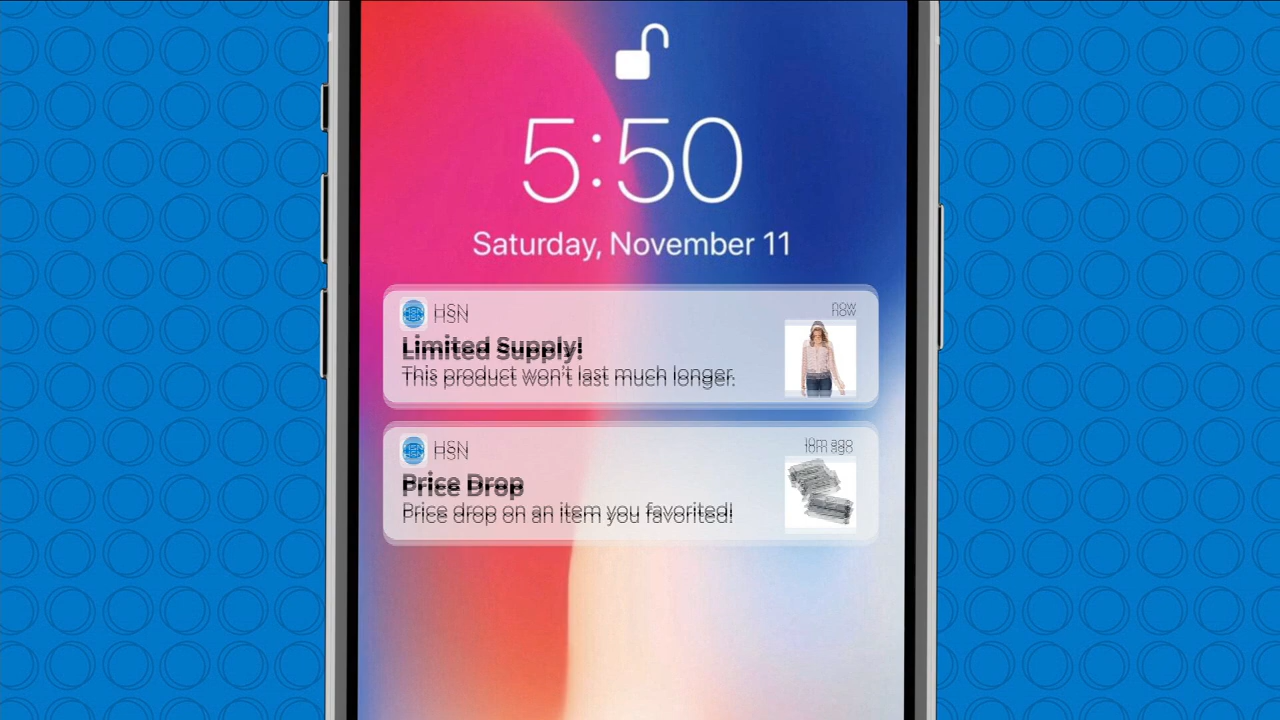 5:50
Saturday, November 11
HSN
now
Limited Supply!
This product won't last much longer.
HSN
10m ago
Price Drop
Price drop on an item you favorited!